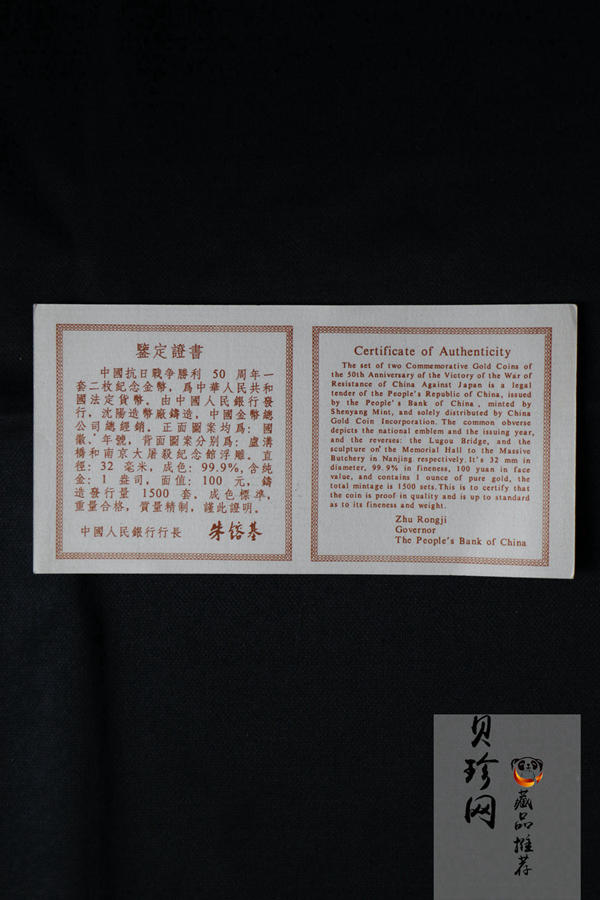 鑒定證書
中國抗日戰争勝利 50 周年一
套二枚紀念金幣，爲中華人民共和
國法定貨幣。由中國人民銀行發
行，沈陽造幣廠鑄造，中國金幣總
公司總經銷。正面圖案均爲：國
徽、年號，背面圖案分别爲：盧溝
橋和南京大屠殺紀念館浮雕。直
徑：32 毫米，成色：99.9%，含純
金：1 盎司，面值：100 元，鑄
造發行量 1500 套。成色標準，
重量合格，質量精制，謹此證明。
中國人民銀行行長 朱镕基
Certificate of Authenticity
The set of two Commemorative Gold Coins of
the 50th Anniversary of the Victory of the War of
Resistance of China Against Japan is a legal
tender of the People's Republic of China, issued
by the People's Bank of China, minted by
Shenyang Mint, and solely distributed by China
Gold Coin Incorporation. The common obverse
depicts the national emblem and the issuing year,
and the reverses: the Lugou Bridge, and the
sculpture on the Memorial Hall to the Massive
Butchery in Nanjing respectively. It's 32 mm in
diameter, 99.9% in fineness, 100 yuan in face
value, and contains 1 ounce of pure gold, the
total mintage is 1500 sets. This is to certify that
the coin is proof in quality and is up to standard
as to its fineness and weight.
Zhu Rongji
Governor
The People's Bank of China
贝珍网
藏品推荐